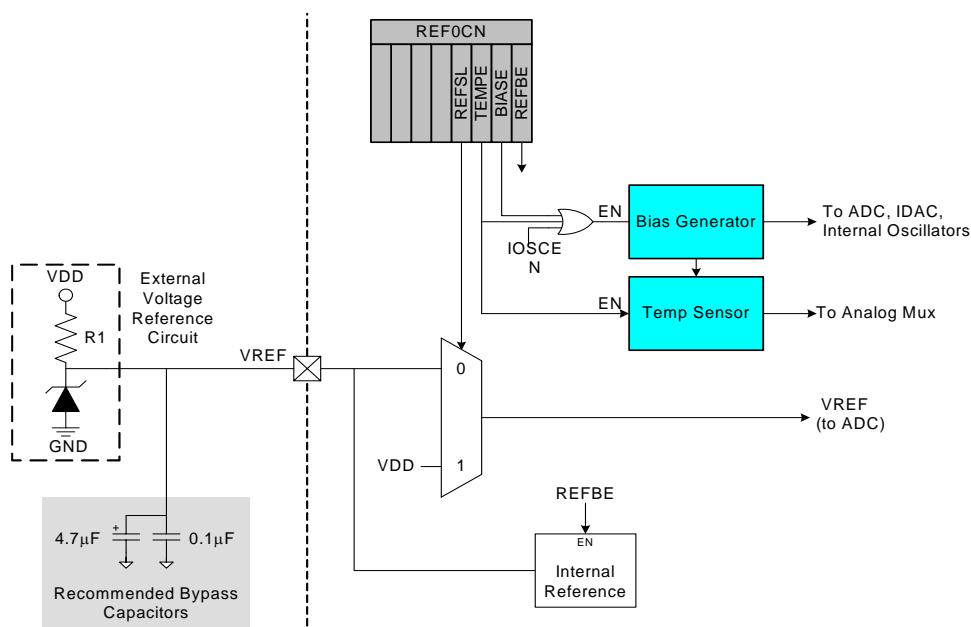 REF0CN
REFSL
TEMPE
BIASE
REFBE
EN
Bias Generator
To ADC, IDAC,
Internal Oscillators
IOSCE
N
EN
Temp Sensor
To Analog Mux
VDD
External
Voltage
Reference
Circuit
R1
VREF
0
GND
VREF
(to ADC)
VDD
1
REFBE
4.7μF
+
0.1μF
EN
Internal
Reference
Recommended Bypass
Capacitors